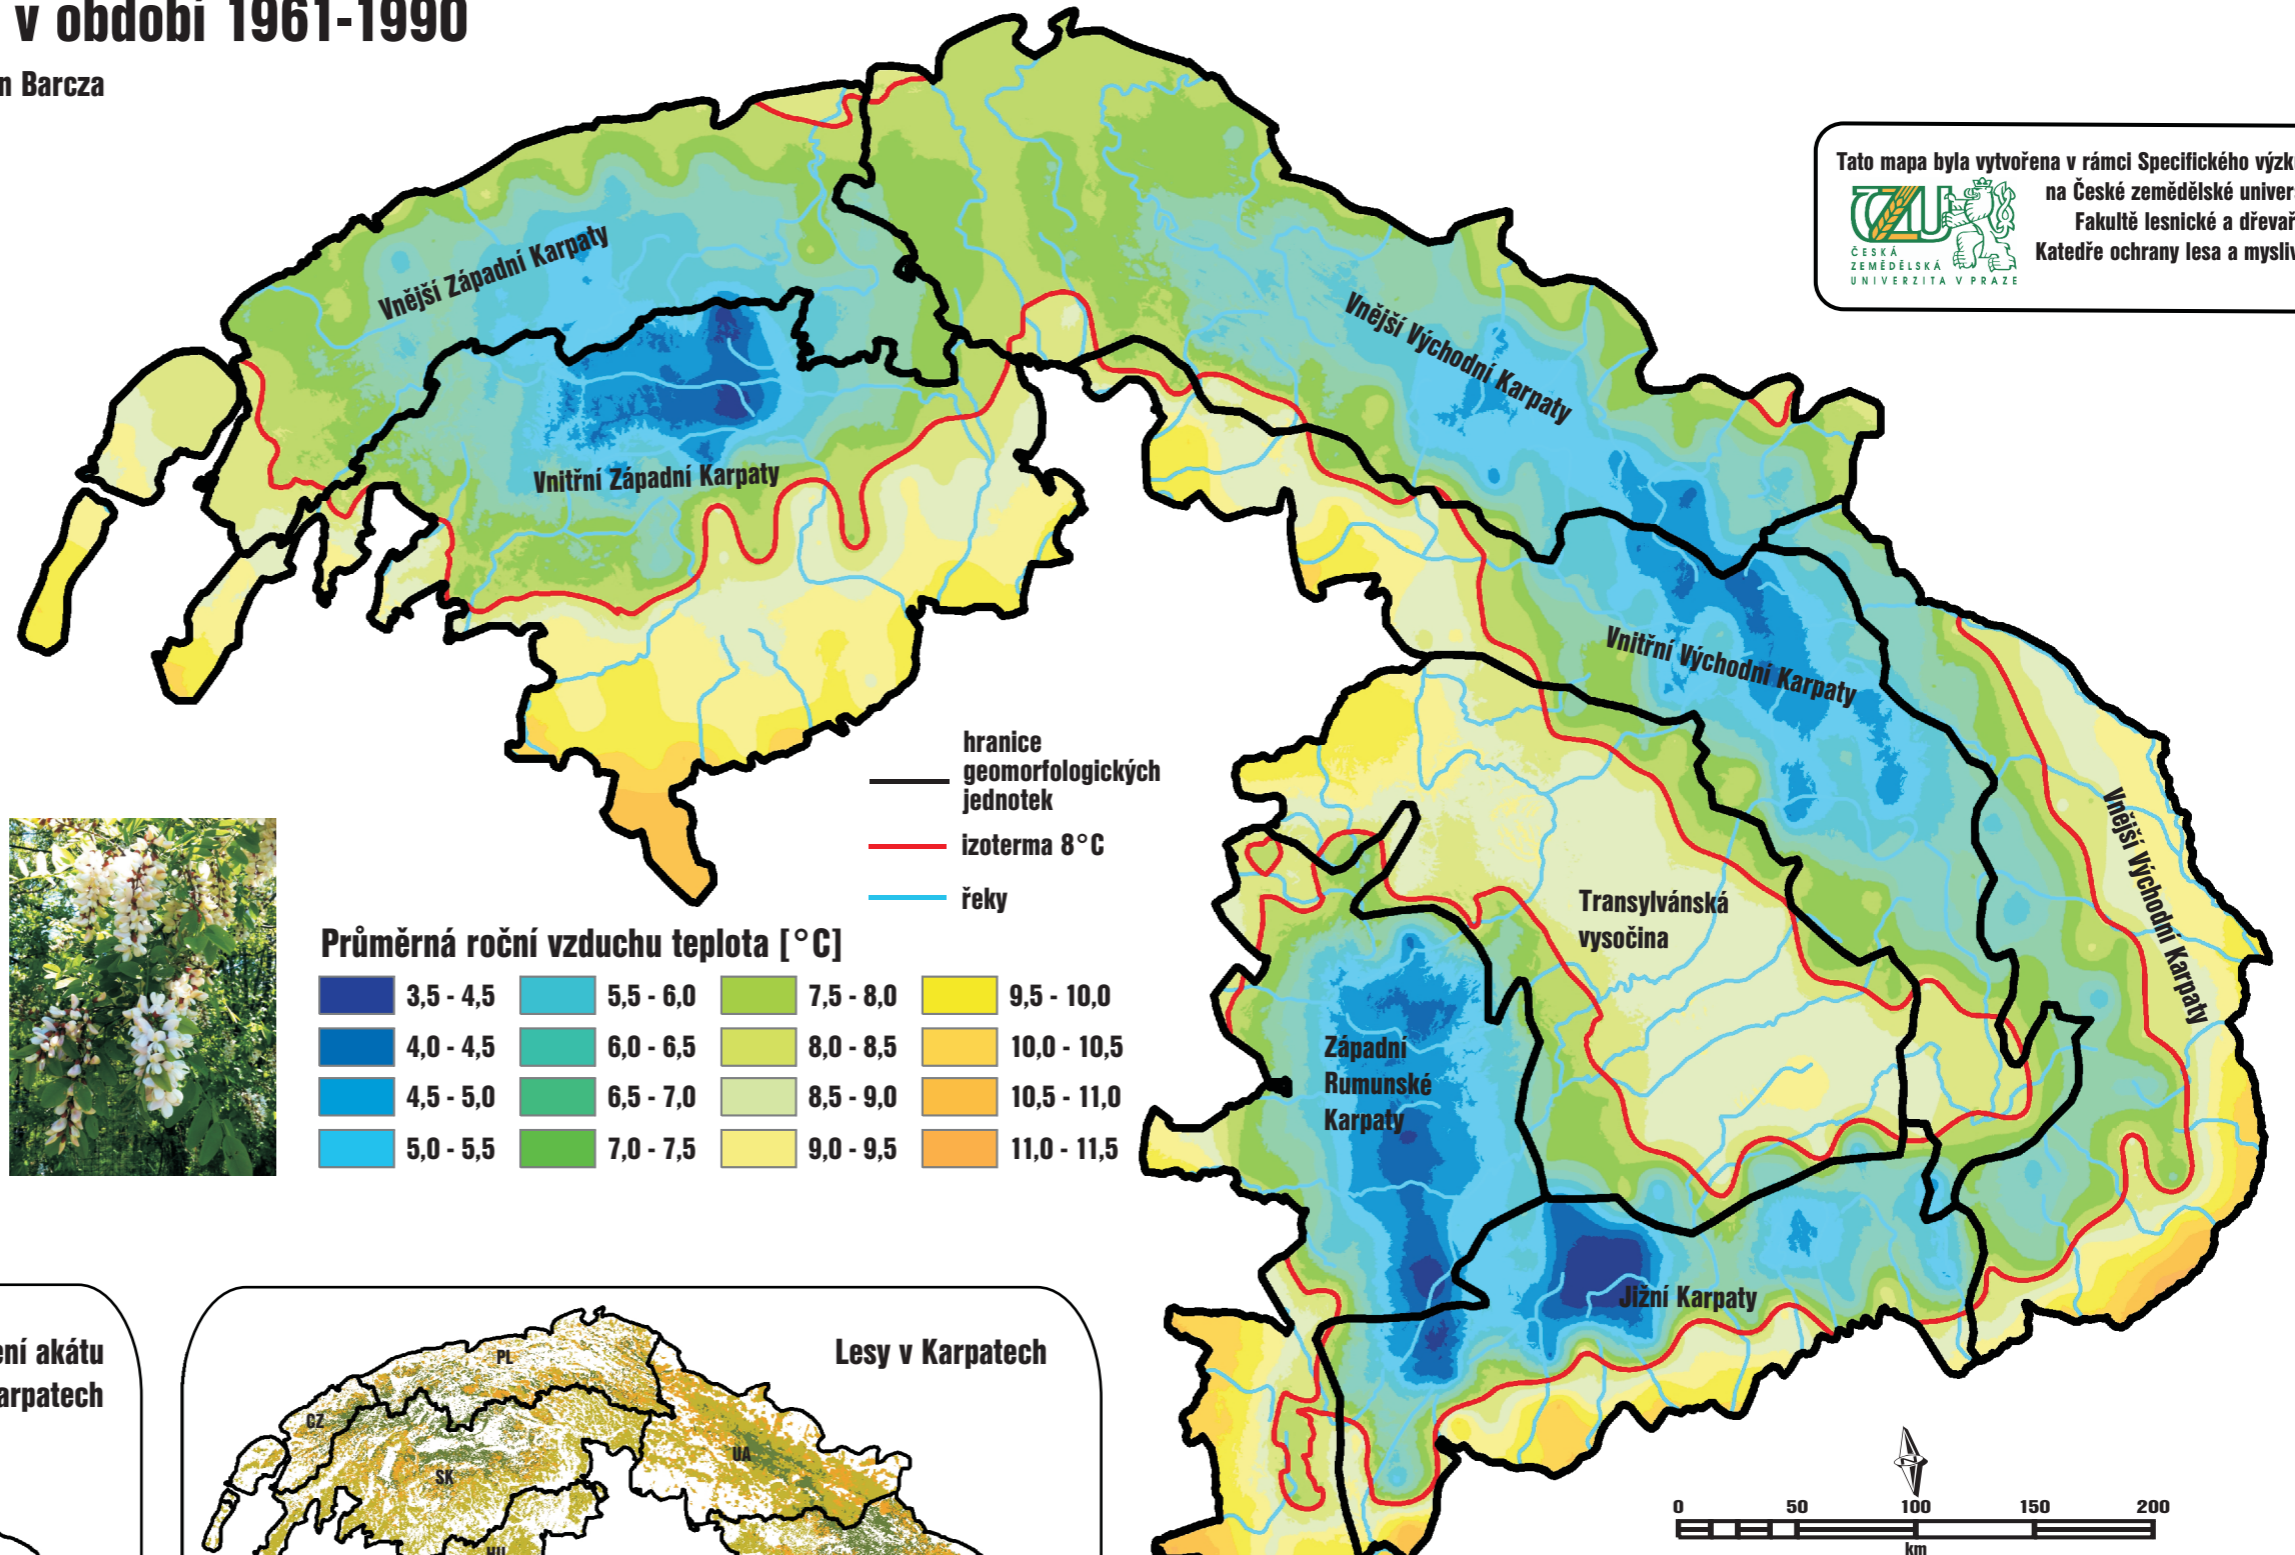 v období 1961-1990
n Barcza
Tato mapa byla vytvořena v rámci Specifického výzk
na České zemědělské univer
Fakultě lesnické a dřevař
Katedře ochrany lesa a mysliv
ČZU
ČESKÁ
ZEMĚDĚLSKÁ
UNIVERZITA V PRAZE
Vnější Západní Karpaty
Vnější Východní Karpaty
Vnitřní Západní Karpaty
Vnitřní Východní Karpaty
Vnější Východní Karpaty
Transylvánská
vysočina
Západní
Rumunské
Karpaty
Jižní Karpaty
hranice
geomorfologických
jednotek
izoterma 8°C
řeky
Průměrná roční vzduchu teplota [°C]
3,5 - 4,5
5,5 - 6,0
7,5 - 8,0
9,5 - 10,0
4,0 - 4,5
6,0 - 6,5
8,0 - 8,5
10,0 - 10,5
4,5 - 5,0
6,5 - 7,0
8,5 - 9,0
10,5 - 11,0
5,0 - 5,5
7,0 - 7,5
9,0 - 9,5
11,0 - 11,5
ení akátu
arpatech
Lesy v Karpatech
PL
CZ
SK
UA
HU
0 50 100 150 200
km